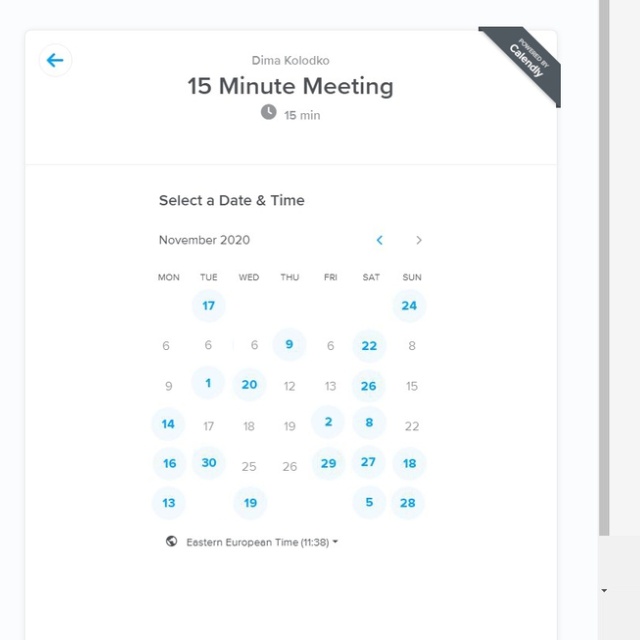 POWERED BY
Calendly
Dima Kolodko
15 Minute Meeting
15 min
Select a Date & Time
November 2020
MON TUE WED THU FRI SAT SUN
17 24
6 6 6 9 6 22 8
9 1 20 12 13 26 15
14 17 18 19 2 8 22
16 30 25 26 29 27 18
13 19 5 28
Eastern European Time (11:38)